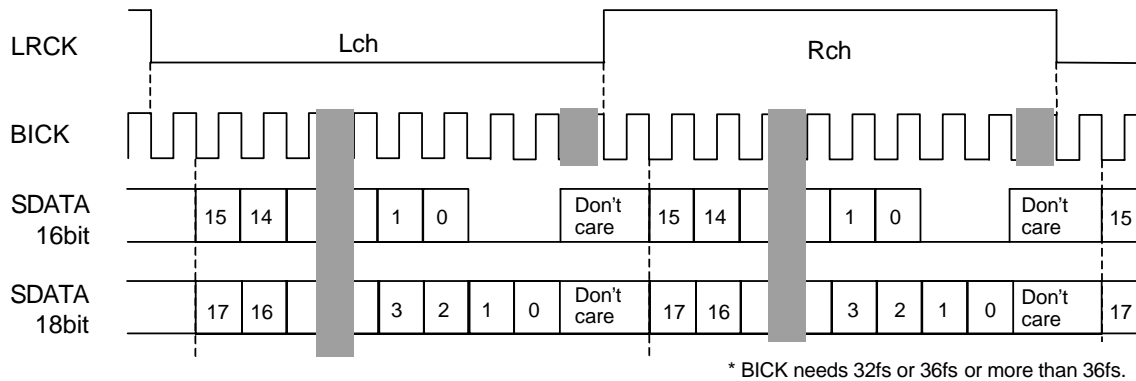 LRCK Lch Rch
BICK
SDATA 16bit 15 14 1 0 Don't care 15 14 1 0 Don't care 15
SDATA 18bit 17 16 3 2 1 0 Don't care 17 16 3 2 1 0 Don't care 17
* BICK needs 32fs or 36fs or more than 36fs.